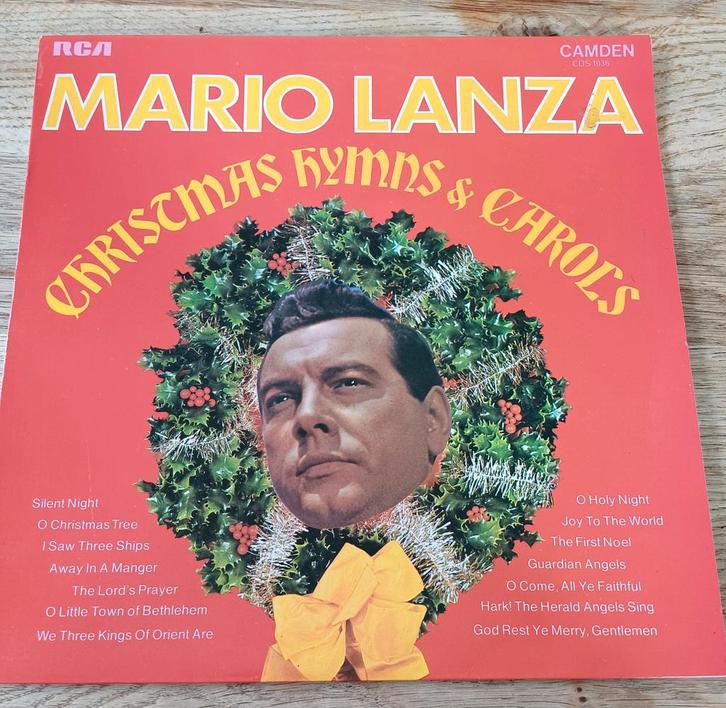 RCA
CAMDEN
CDS 1036
MARIO LANZA
CHRISTMAS HYMNS & CAROLS
Silent Night
O Christmas Tree
I Saw Three Ships
Away In A Manger
The Lord's Prayer
O Little Town of Bethlehem
We Three Kings Of Orient Are
O Holy Night
Joy To The World
The First Noel
Guardian Angels
O Come, All Ye Faithful
Hark! The Herald Angels Sing
God Rest Ye Merry, Gentlemen